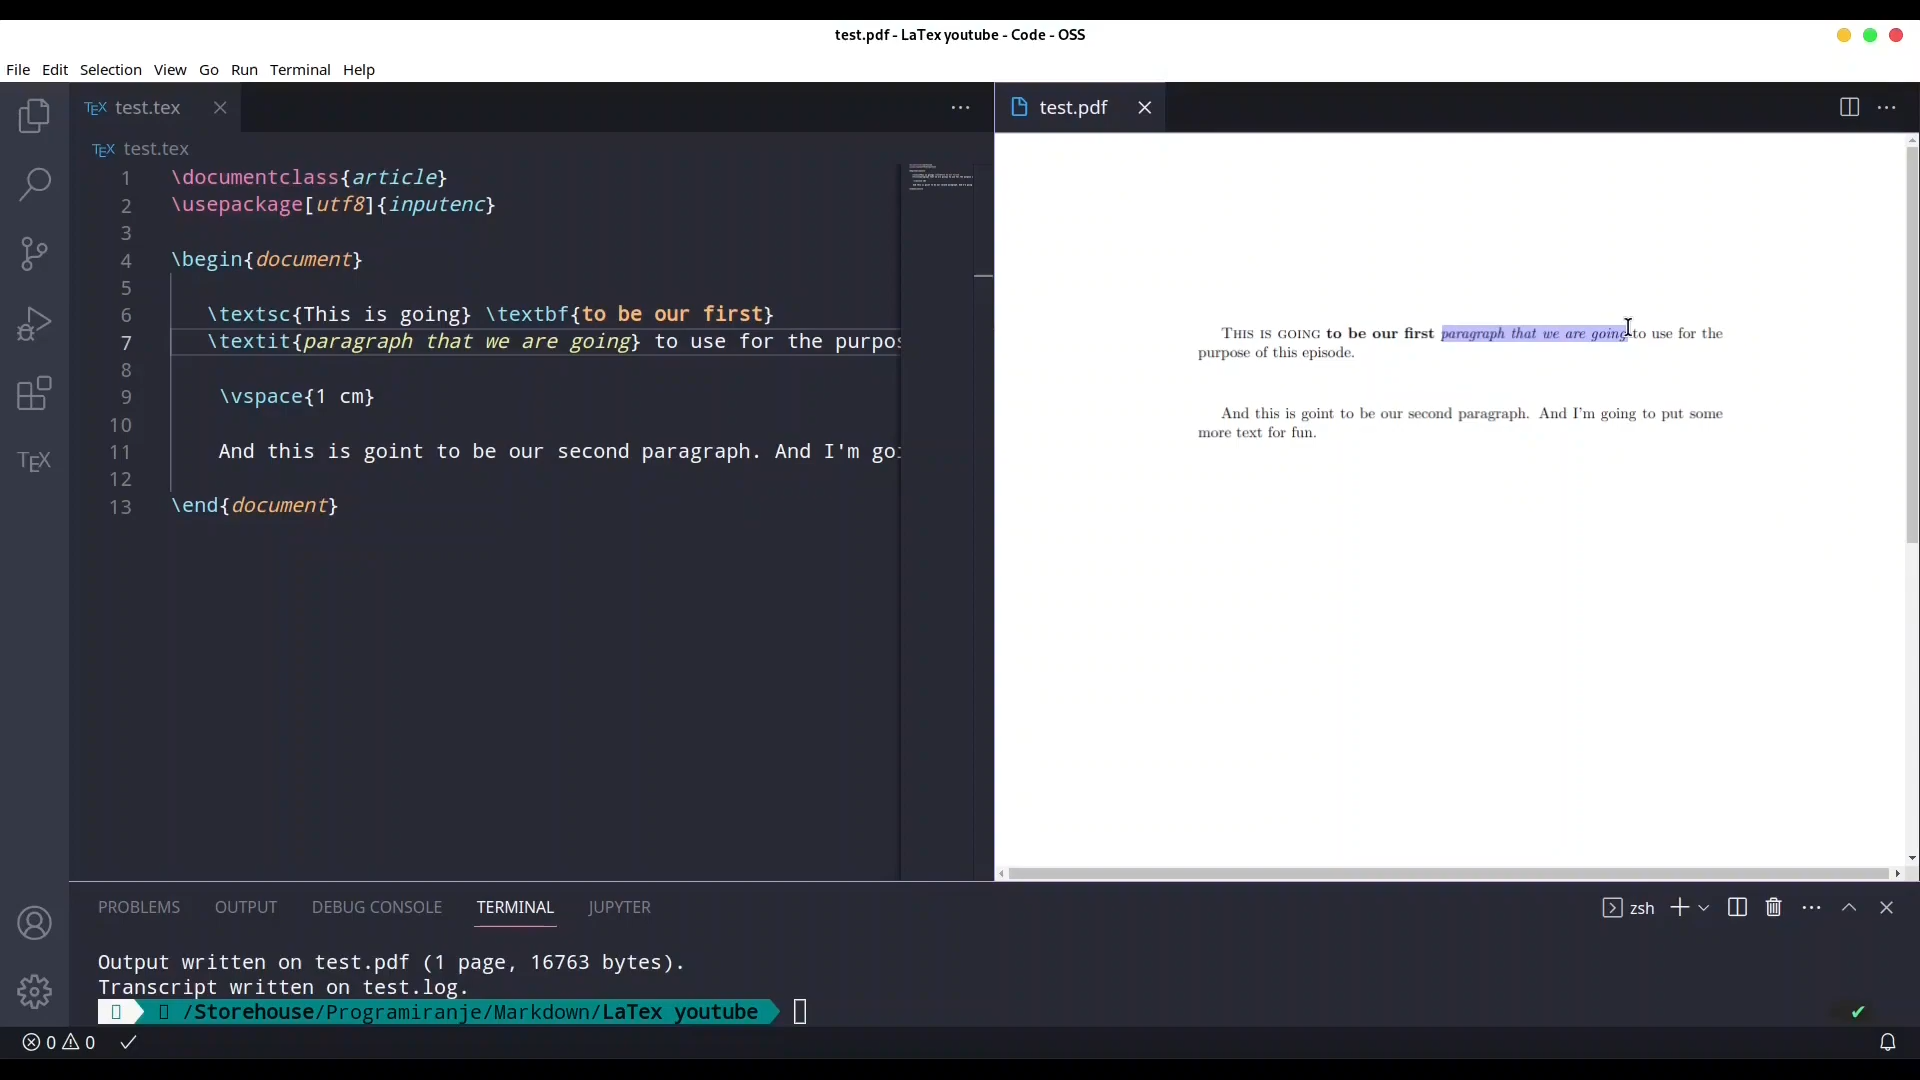 test.pdf - LaTex youtube - Code - OSS
File Edit Selection View Go Run Terminal Help
TEX test.tex
TEX test.tex
1 \documentclass{article}
2 \usepackage[utf8]{inputenc}
3
4 \begin{document}
5
6 \textsc{This is going} \textbf{to be our first}
7 \textit{paragraph that we are going} to use for the purpos
8
9 \vspace{1 cm}
10
11 And this is goint to be our second paragraph. And I'm goi
12
13 \end{document}
TEX
test.pdf
THIS IS GOING to be our first paragraph that we are going to use for the
purpose of this episode.
And this is goint to be our second paragraph. And I'm going to put some
more text for fun.
PROBLEMS OUTPUT DEBUG CONSOLE TERMINAL JUPYTER
zsh
Output written on test.pdf (1 page, 16763 bytes).
Transcript written on test.log.
/Storehouse/Programiranje/Markdown/LaTex youtube
0 0